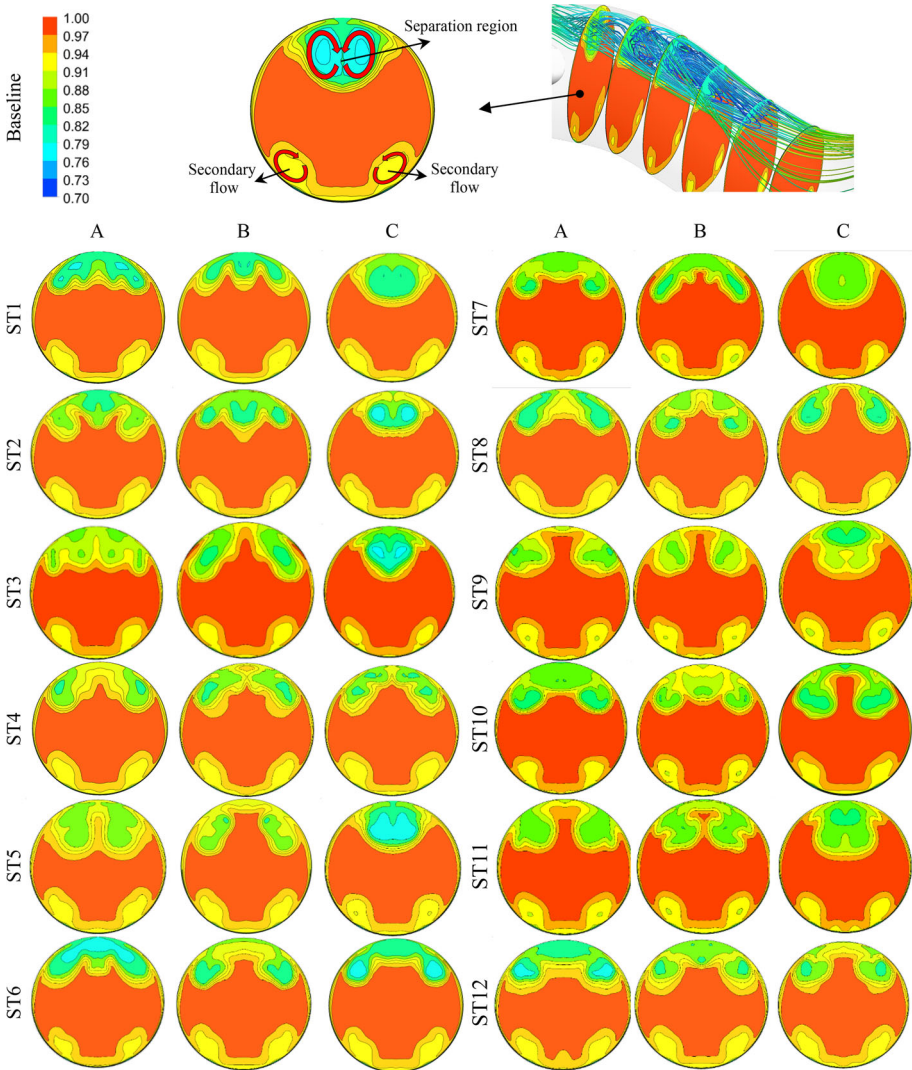 Baseline
1.00
0.97
0.94
0.91
0.88
0.85
0.82
0.79
0.76
0.73
0.70
Separation region
Secondary
flow
Secondary
flow
A B C A B C
ST1 ST7
ST2 ST8
ST3 ST9
ST4 ST10
ST5 ST11
ST6 ST12